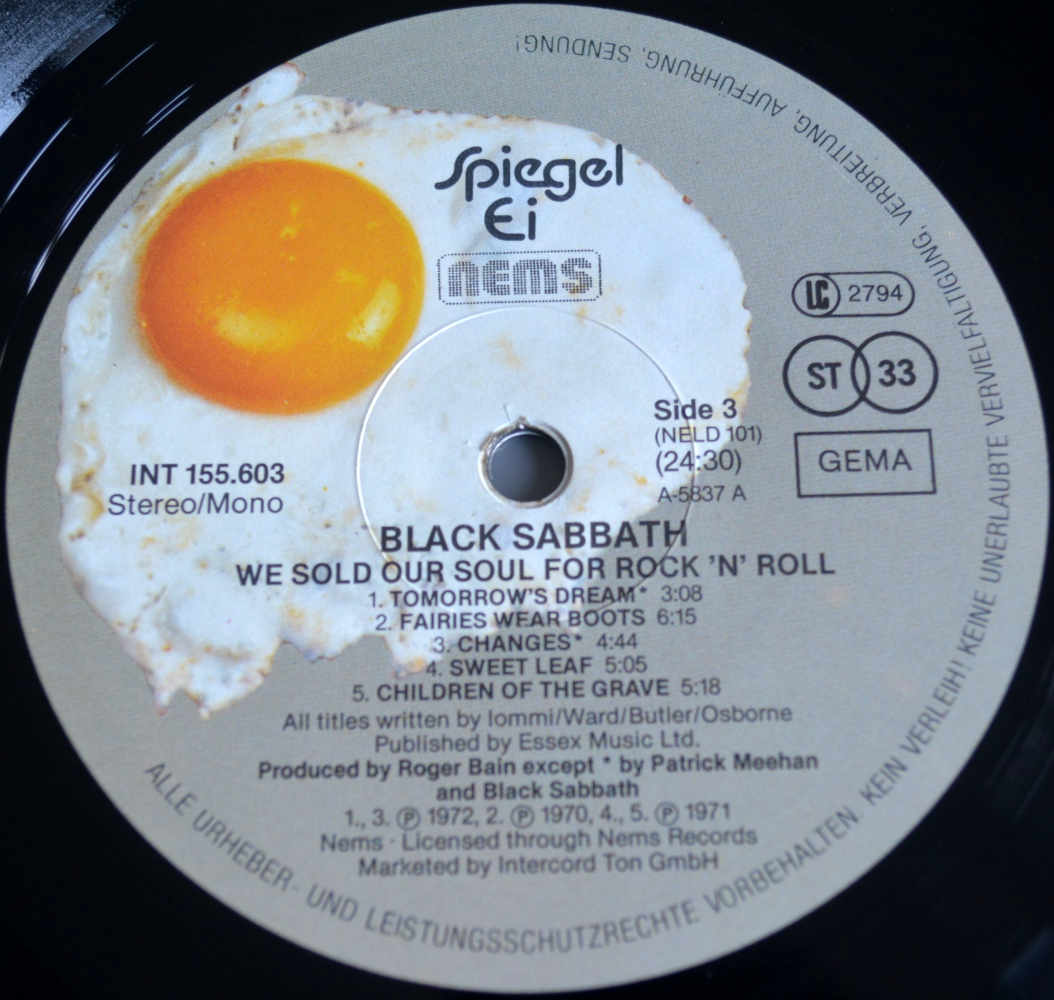 Spiegel
Ei
nems
LC 2794
ST 33
GEMA
Side 3
(NELD 101)
(24:30)
A-5837 A
INT 155.603
Stereo/Mono
BLACK SABBATH
WE SOLD OUR SOUL FOR ROCK 'N' ROLL
1. TOMORROW'S DREAM* 3:08
2. FAIRIES WEAR BOOTS 6:15
3. CHANGES* 4:44
4. SWEET LEAF 5:05
5. CHILDREN OF THE GRAVE 5:18
All titles written by Iommi/Ward/Butler/Osborne
Published by Essex Music Ltd.
Produced by Roger Bain except * by Patrick Meehan
and Black Sabbath
1., 3. ℗ 1972, 2. ℗ 1970, 4., 5. ℗ 1971
Nems · Licensed through Nems Records
Marketed by Intercord Ton GmbH
ALLE URHEBER- UND LEISTUNGSSCHUTZRECHTE VORBEHALTEN. KEIN VERLEIH! KEINE UNERLAUBTE VERVIELFÄLTIGUNG, VERBREITUNG, AUFFÜHRUNG, SENDUNG!